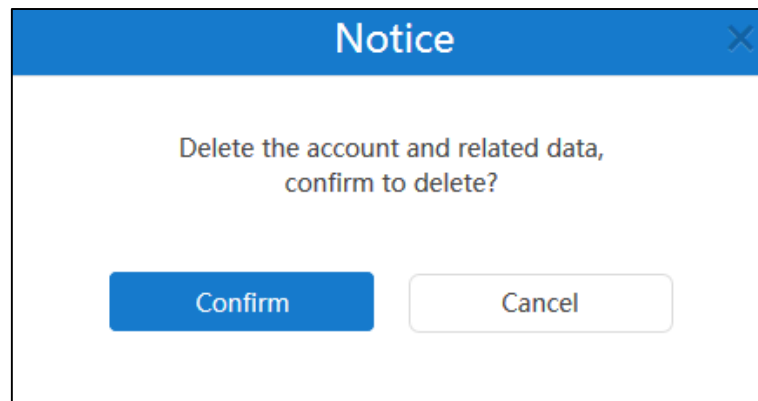 Notice
Delete the account and related data,
confirm to delete?
Confirm
Cancel